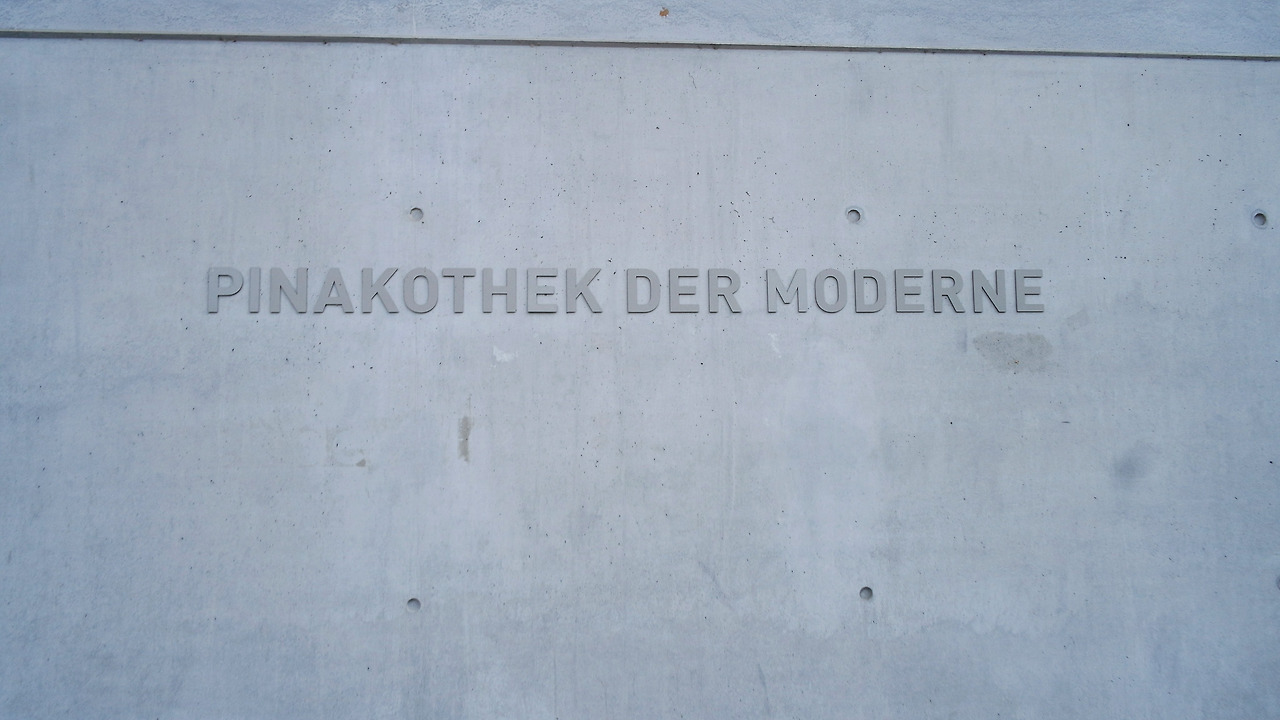 PINAKOTHEK DER MODERNE